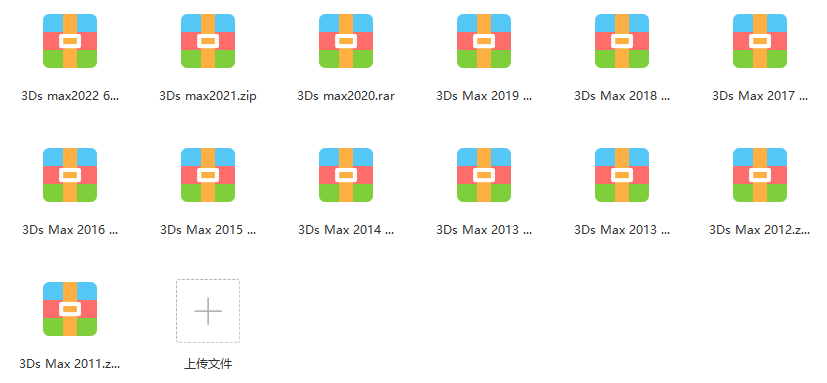 3Ds max2022 6...
3Ds max2021.zip
3Ds max2020.rar
3Ds Max 2019 ...
3Ds Max 2018 ...
3Ds Max 2017 ...
3Ds Max 2016 ...
3Ds Max 2015 ...
3Ds Max 2014 ...
3Ds Max 2013 ...
3Ds Max 2013 ...
3Ds Max 2012.z...
3Ds Max 2011.z...
上传文件